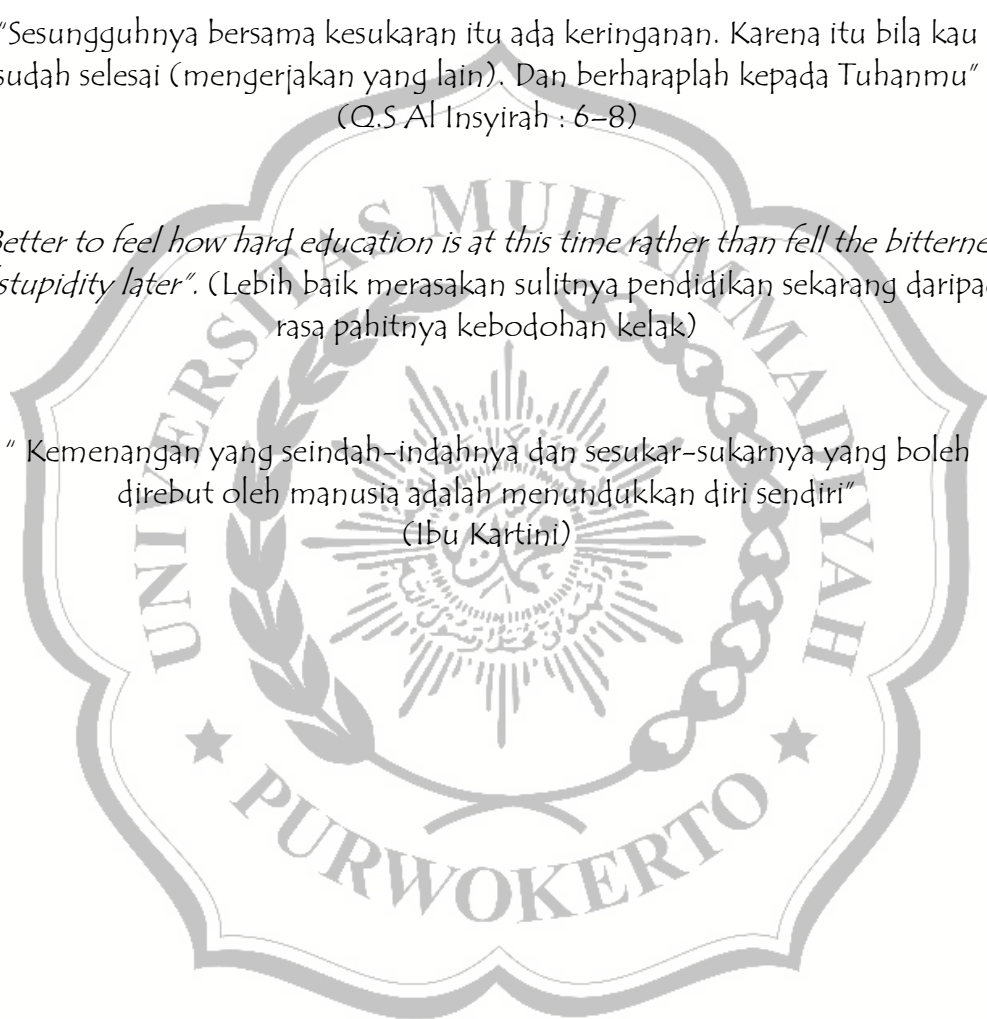 "Sesungguhnya bersama kesukaran itu ada keringanan. Karena itu bila kau
sudah selesai (mengerjakan yang lain). Dan berharaplah kepada Tuhanmu"
(Q.S Al Insyirah : 6–8)
Better to feel how hard education is at this time rather than fell the
stupidity later". (Lebih baik merasakan sulitnya pendidikan sekarang
rasa pahitnya kebodohan kelak)
" Kemenangan yang seindah–indahnya dan sesukar–sukarnya yang boleh
direbut oleh manusia adalah menundukkan diri sendiri"
(Ibu Kartini)
UNIVERSITAS MUHAMMADIYAH
PURWOKERTO